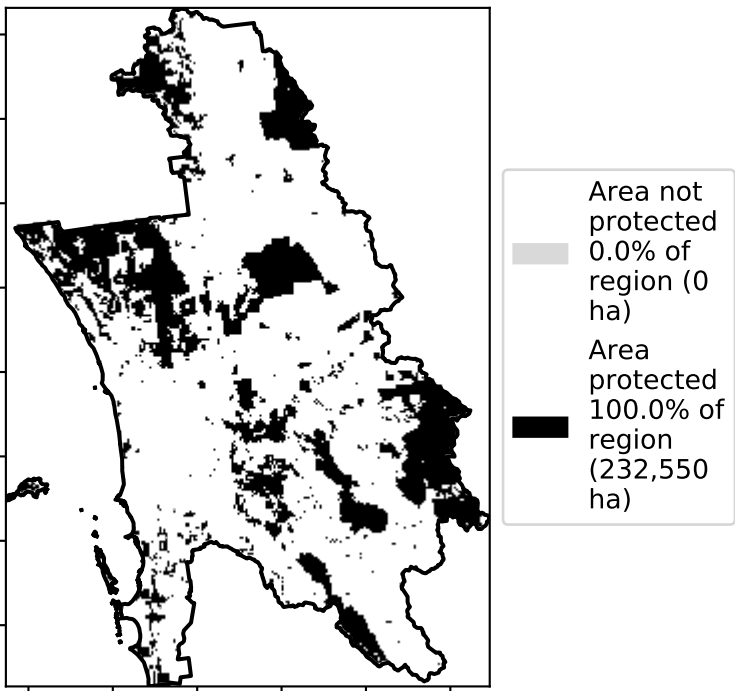 Area not
protected
0.0% of
region (0
ha)
Area
protected
100.0% of
region
(232,550
ha)